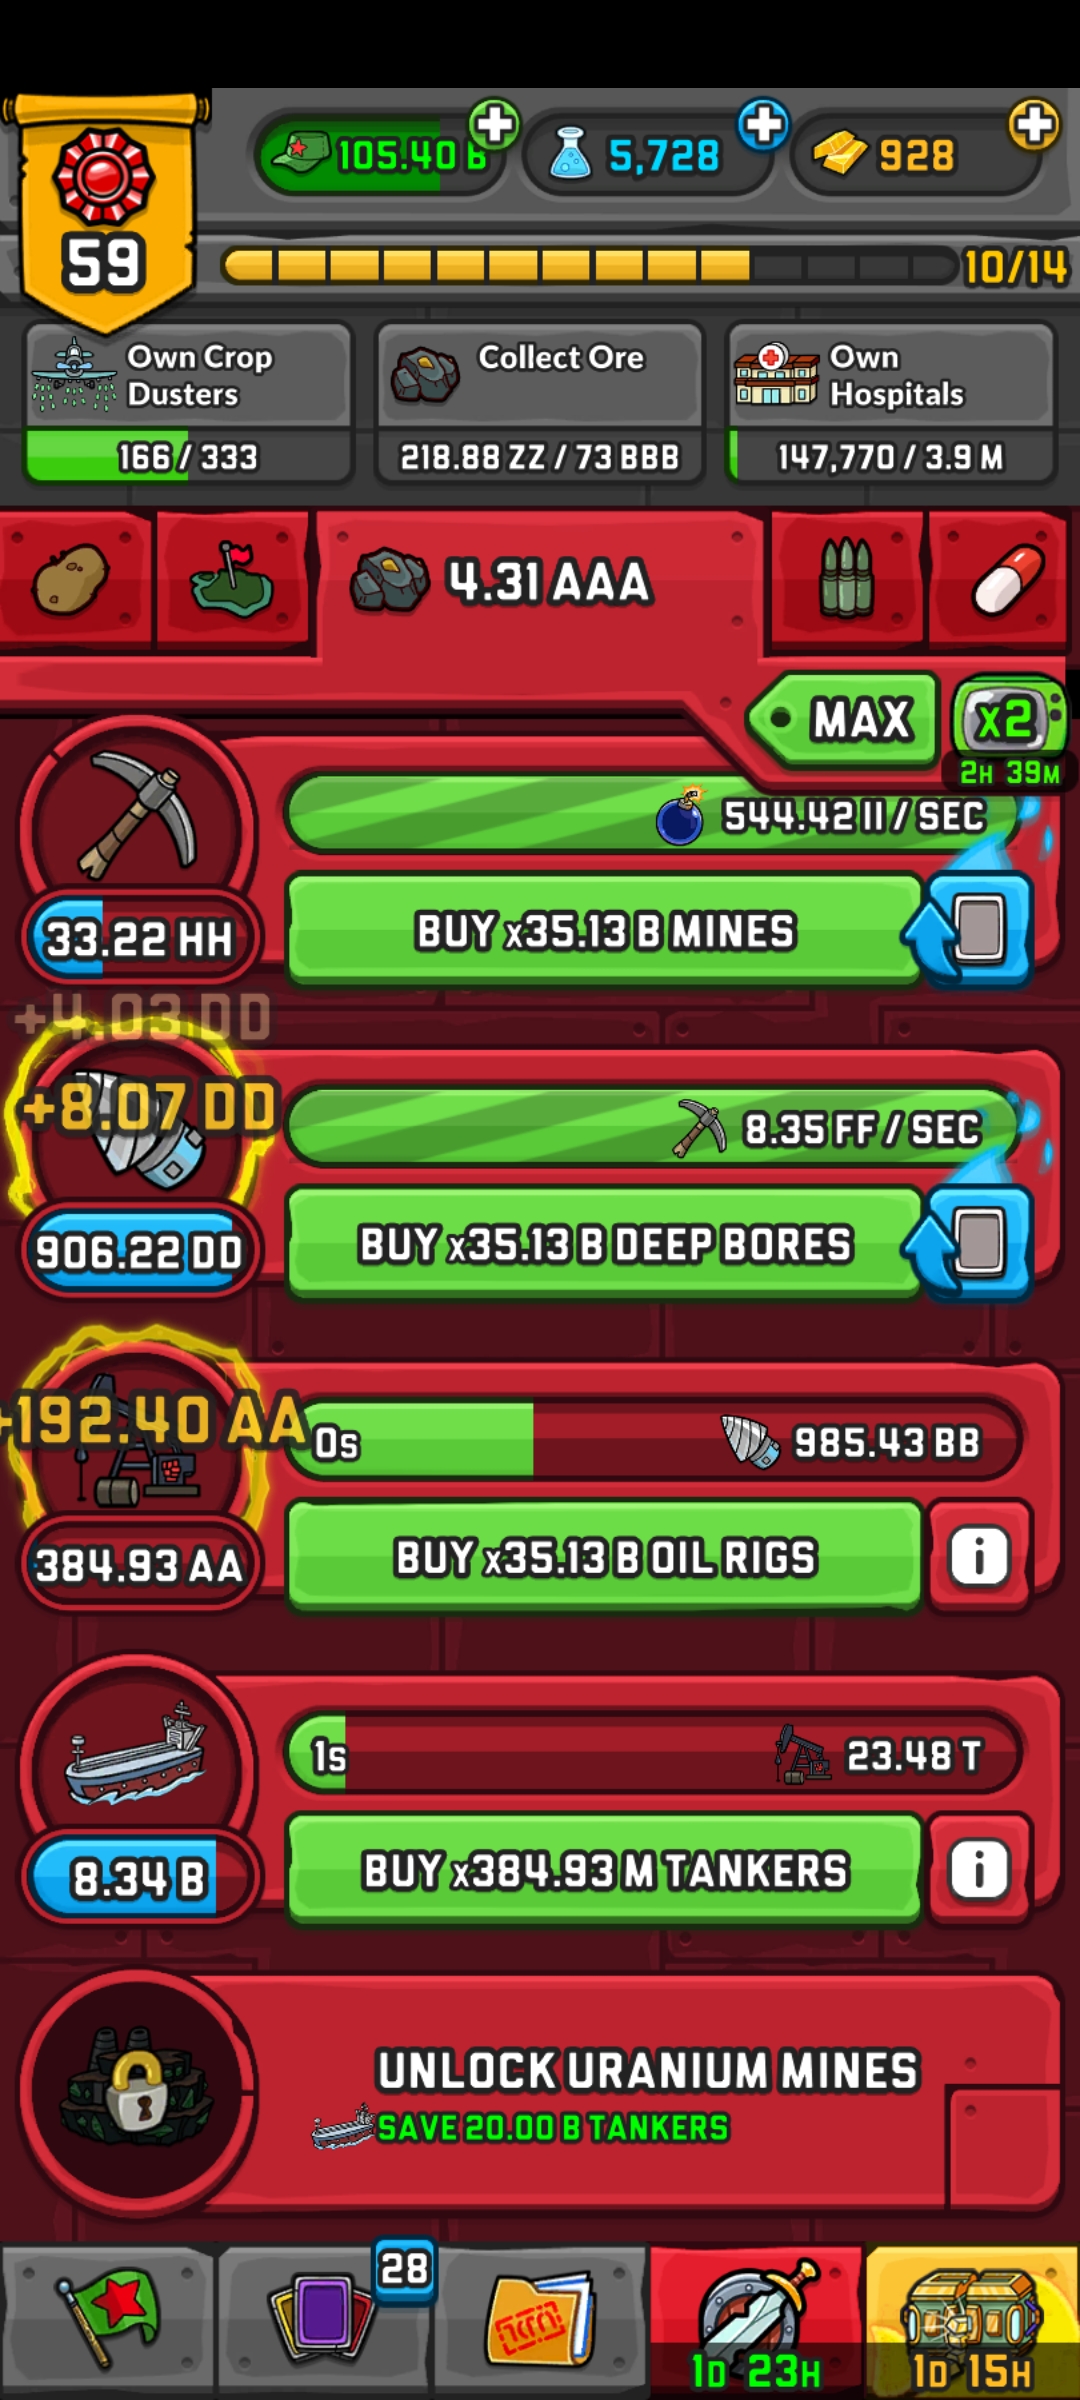 105.40 B
5,728
928
59
10/14
Own Crop
Dusters
166 / 333
Collect Ore
218.88 ZZ / 73 BBB
Own
Hospitals
147,770 / 3.9 M
4.31 AAA
MAX
x2
2H 39M
544.42 II / SEC
33.22 HH
BUY x35.13 B MINES
+4.03 DD
+8.07 DD
8.35 FF / SEC
906.22 DD
BUY x35.13 B DEEP BORES
+192.40 AA
0s
985.43 BB
384.93 AA
BUY x35.13 B OIL RIGS
i
1s
23.48 T
8.34 B
BUY x384.93 M TANKERS
i
UNLOCK URANIUM MINES
SAVE 20.00 B TANKERS
28
1D 23H
1D 15H